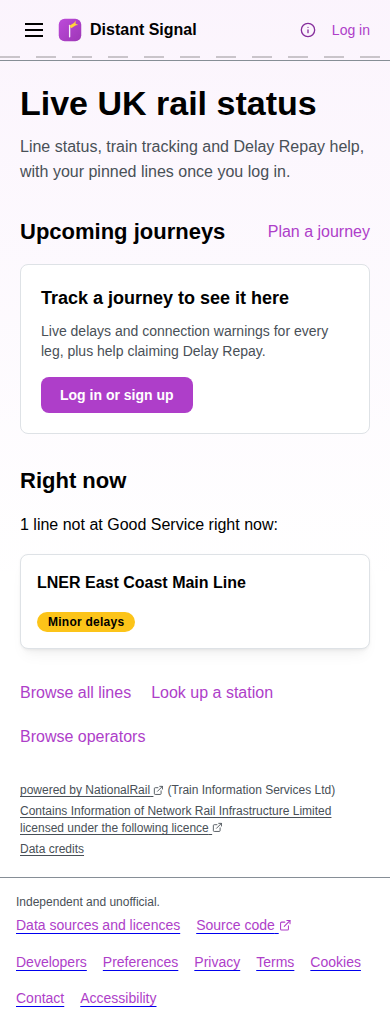 Distant Signal
Log in
Live UK rail status
Line status, train tracking and Delay Repay help,
with your pinned lines once you log in.
Upcoming journeys
Plan a journey
Track a journey to see it here
Live delays and connection warnings for every
leg, plus help claiming Delay Repay.
Log in or sign up
Right now
1 line not at Good Service right now:
LNER East Coast Main Line
Minor delays
Browse all lines Look up a station
Browse operators
powered by NationalRail (Train Information Services Ltd)
Contains Information of Network Rail Infrastructure Limited
licensed under the following licence
Data credits
Independent and unofficial.
Data sources and licences Source code
Developers Preferences Privacy Terms Cookies
Contact Accessibility